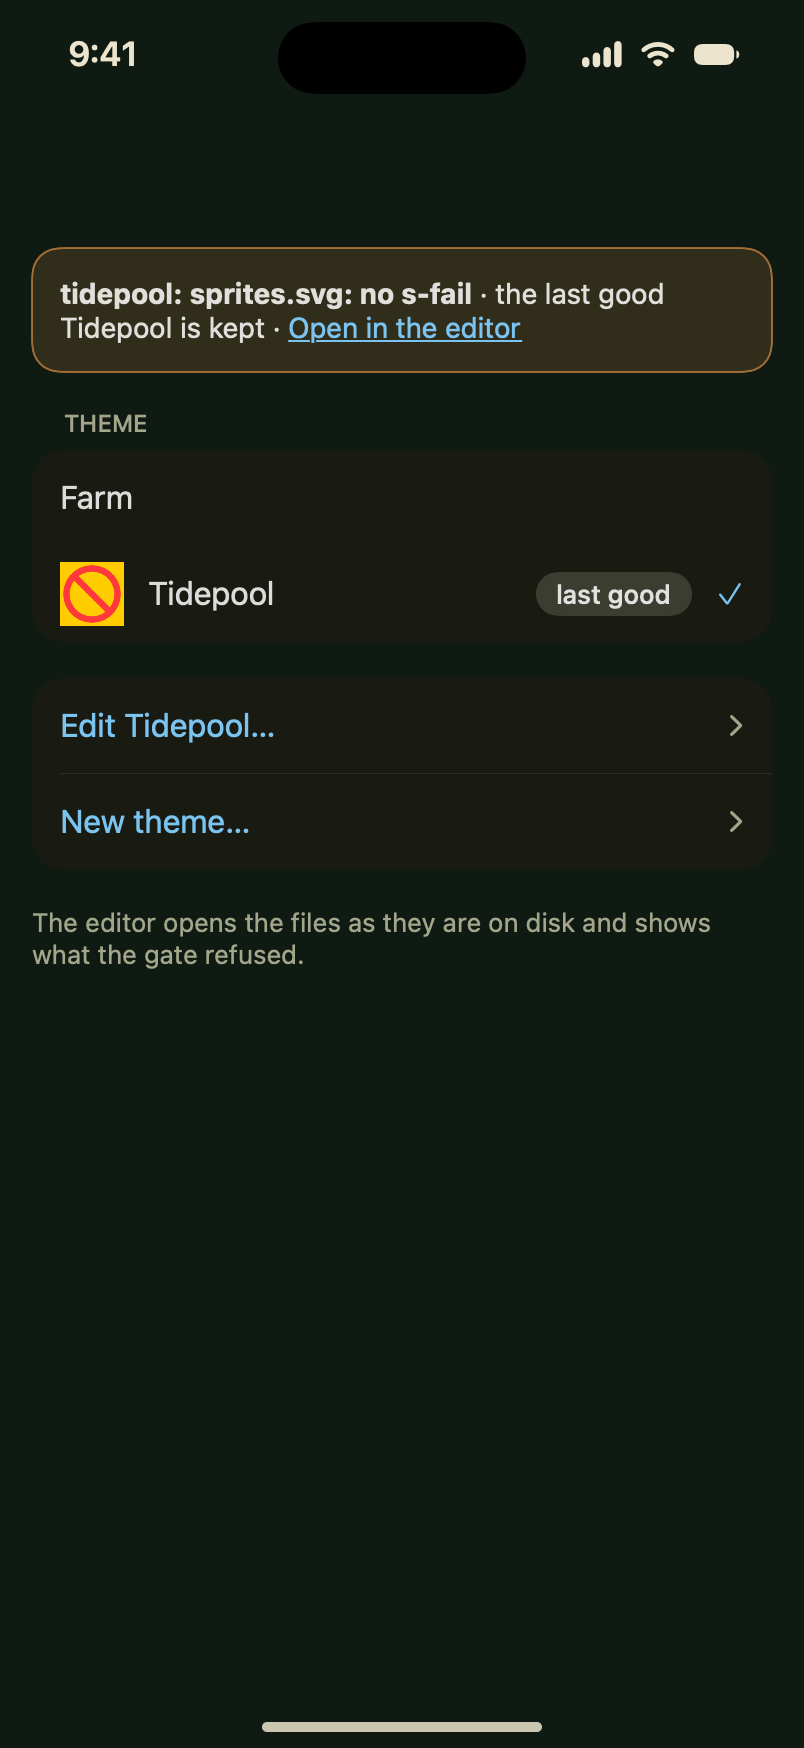 9:41
tidepool: sprites.svg: no s-fail · the last good
Tidepool is kept · Open in the editor
THEME
Farm
Tidepool
last good
Edit Tidepool...
New theme...
The editor opens the files as they are on disk and shows
what the gate refused.